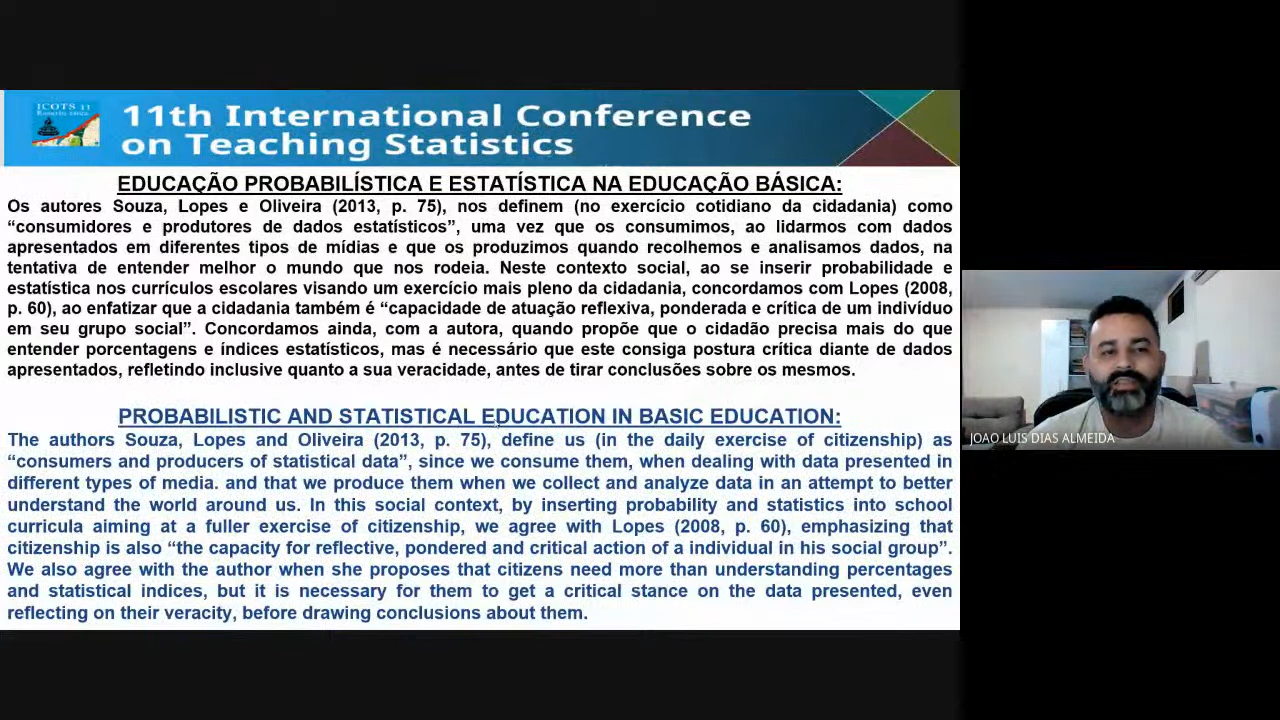 ICOTS 11
11th International Conference
on Teaching Statistics
EDUCAÇÃO PROBABILÍSTICA E ESTATÍSTICA NA EDUCAÇÃO BÁSICA:
Os autores Souza, Lopes e Oliveira (2013, p. 75), nos definem (no exercício cotidiano da cidadania) como
“consumidores e produtores de dados estatísticos”, uma vez que os consumimos, ao lidarmos com dados
apresentados em diferentes tipos de mídias e que os produzimos quando recolhemos e analisamos dados, na
tentativa de entender melhor o mundo que nos rodeia. Neste contexto social, ao se inserir probabilidade e
estatística nos currículos escolares visando um exercício mais pleno da cidadania, concordamos com Lopes (2008,
p. 60), ao enfatizar que a cidadania também é “capacidade de atuação reflexiva, ponderada e crítica de um indivíduo
em seu grupo social”. Concordamos ainda, com a autora, quando propõe que o cidadão precisa mais do que
entender porcentagens e índices estatísticos, mas é necessário que este consiga postura crítica diante de dados
apresentados, refletindo inclusive quanto a sua veracidade, antes de tirar conclusões sobre os mesmos.
PROBABILISTIC AND STATISTICAL EDUCATION IN BASIC EDUCATION:
The authors Souza, Lopes and Oliveira (2013, p. 75), define us (in the daily exercise of citizenship) as
“consumers and producers of statistical data”, since we consume them, when dealing with data presented in
different types of media. and that we produce them when we collect and analyze data in an attempt to better
understand the world around us. In this social context, by inserting probability and statistics into school
curricula aiming at a fuller exercise of citizenship, we agree with Lopes (2008, p. 60), emphasizing that
citizenship is also “the capacity for reflective, pondered and critical action of a individual in his social group”.
We also agree with the author when she proposes that citizens need more than understanding percentages
and statistical indices, but it is necessary for them to get a critical stance on the data presented, even
reflecting on their veracity, before drawing conclusions about them.
JOAO LUIS DIAS ALMEIDA